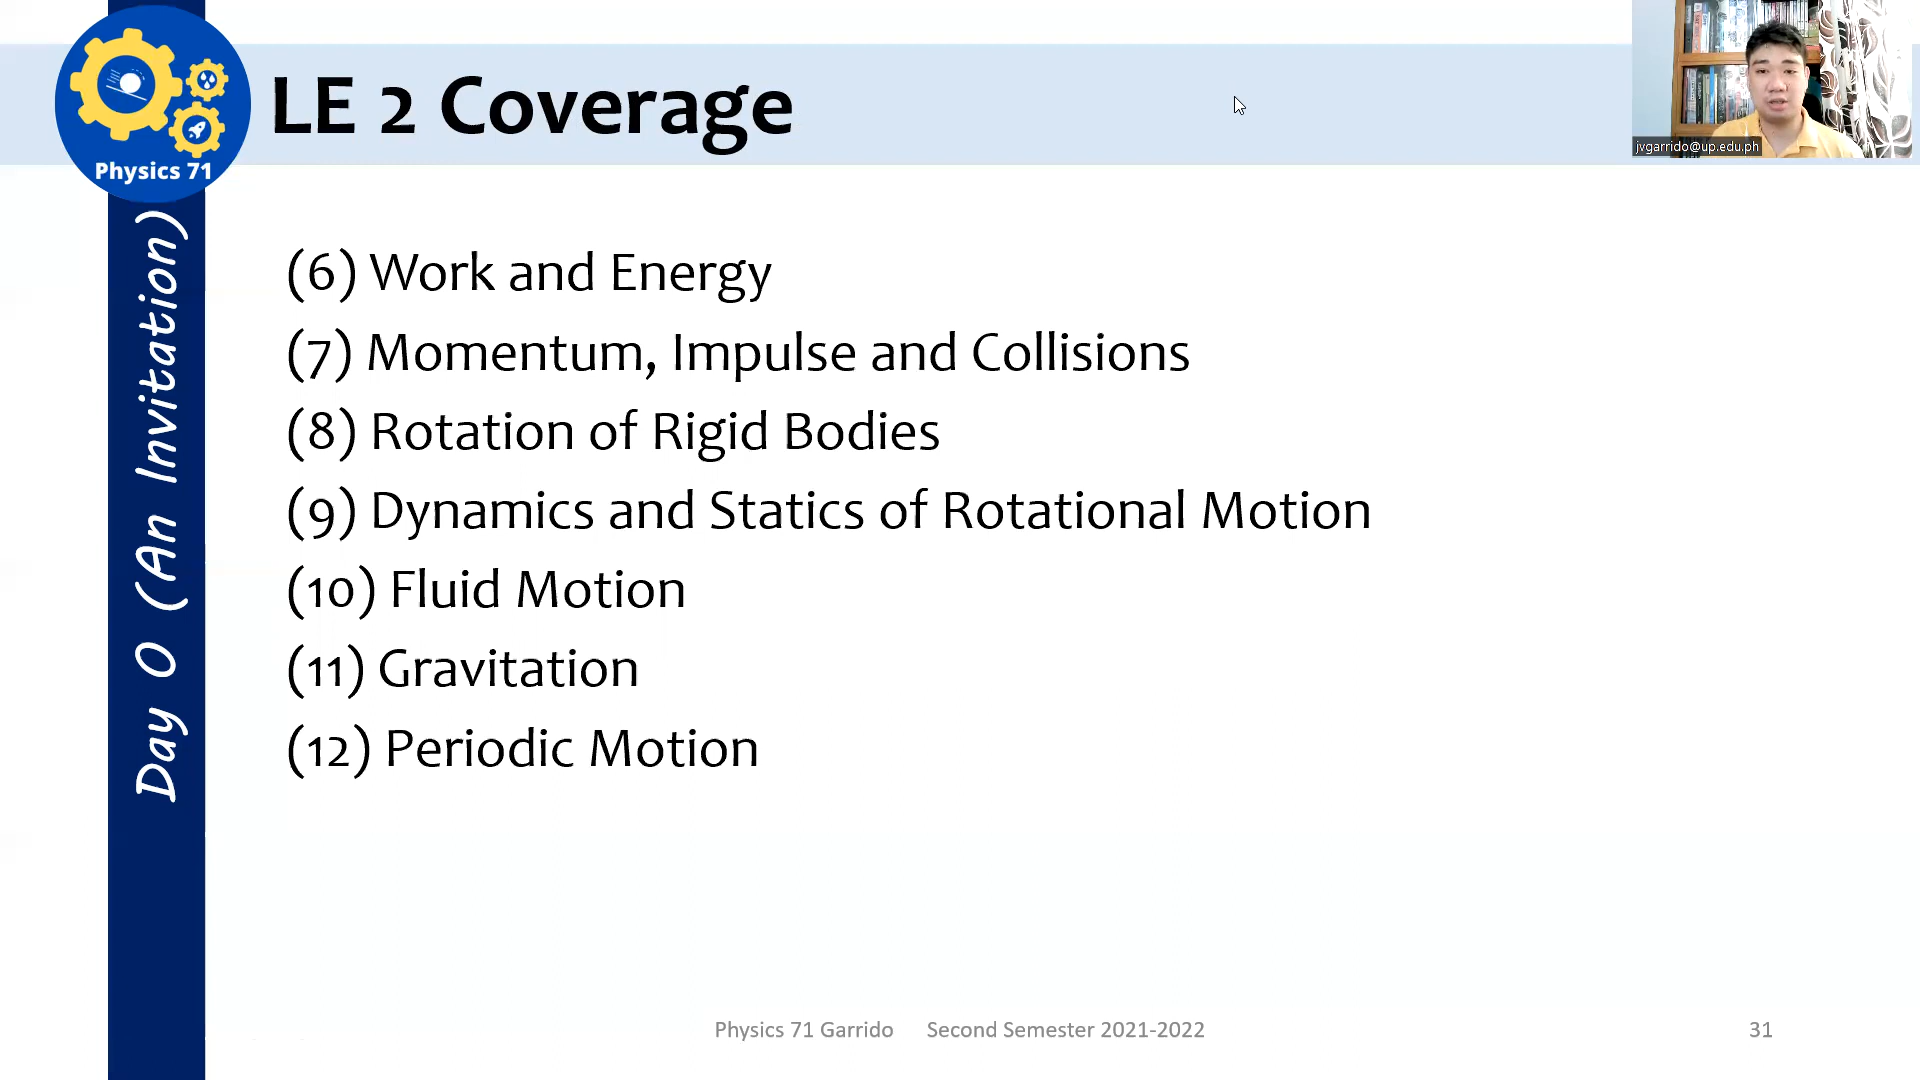 LE 2 Coverage
jvgarrido@up.edu.ph
Physics 71
Day 0 (An Invitation)
(6) Work and Energy
(7) Momentum, Impulse and Collisions
(8) Rotation of Rigid Bodies
(9) Dynamics and Statics of Rotational Motion
(10) Fluid Motion
(11) Gravitation
(12) Periodic Motion
Physics 71 Garrido Second Semester 2021-2022
31